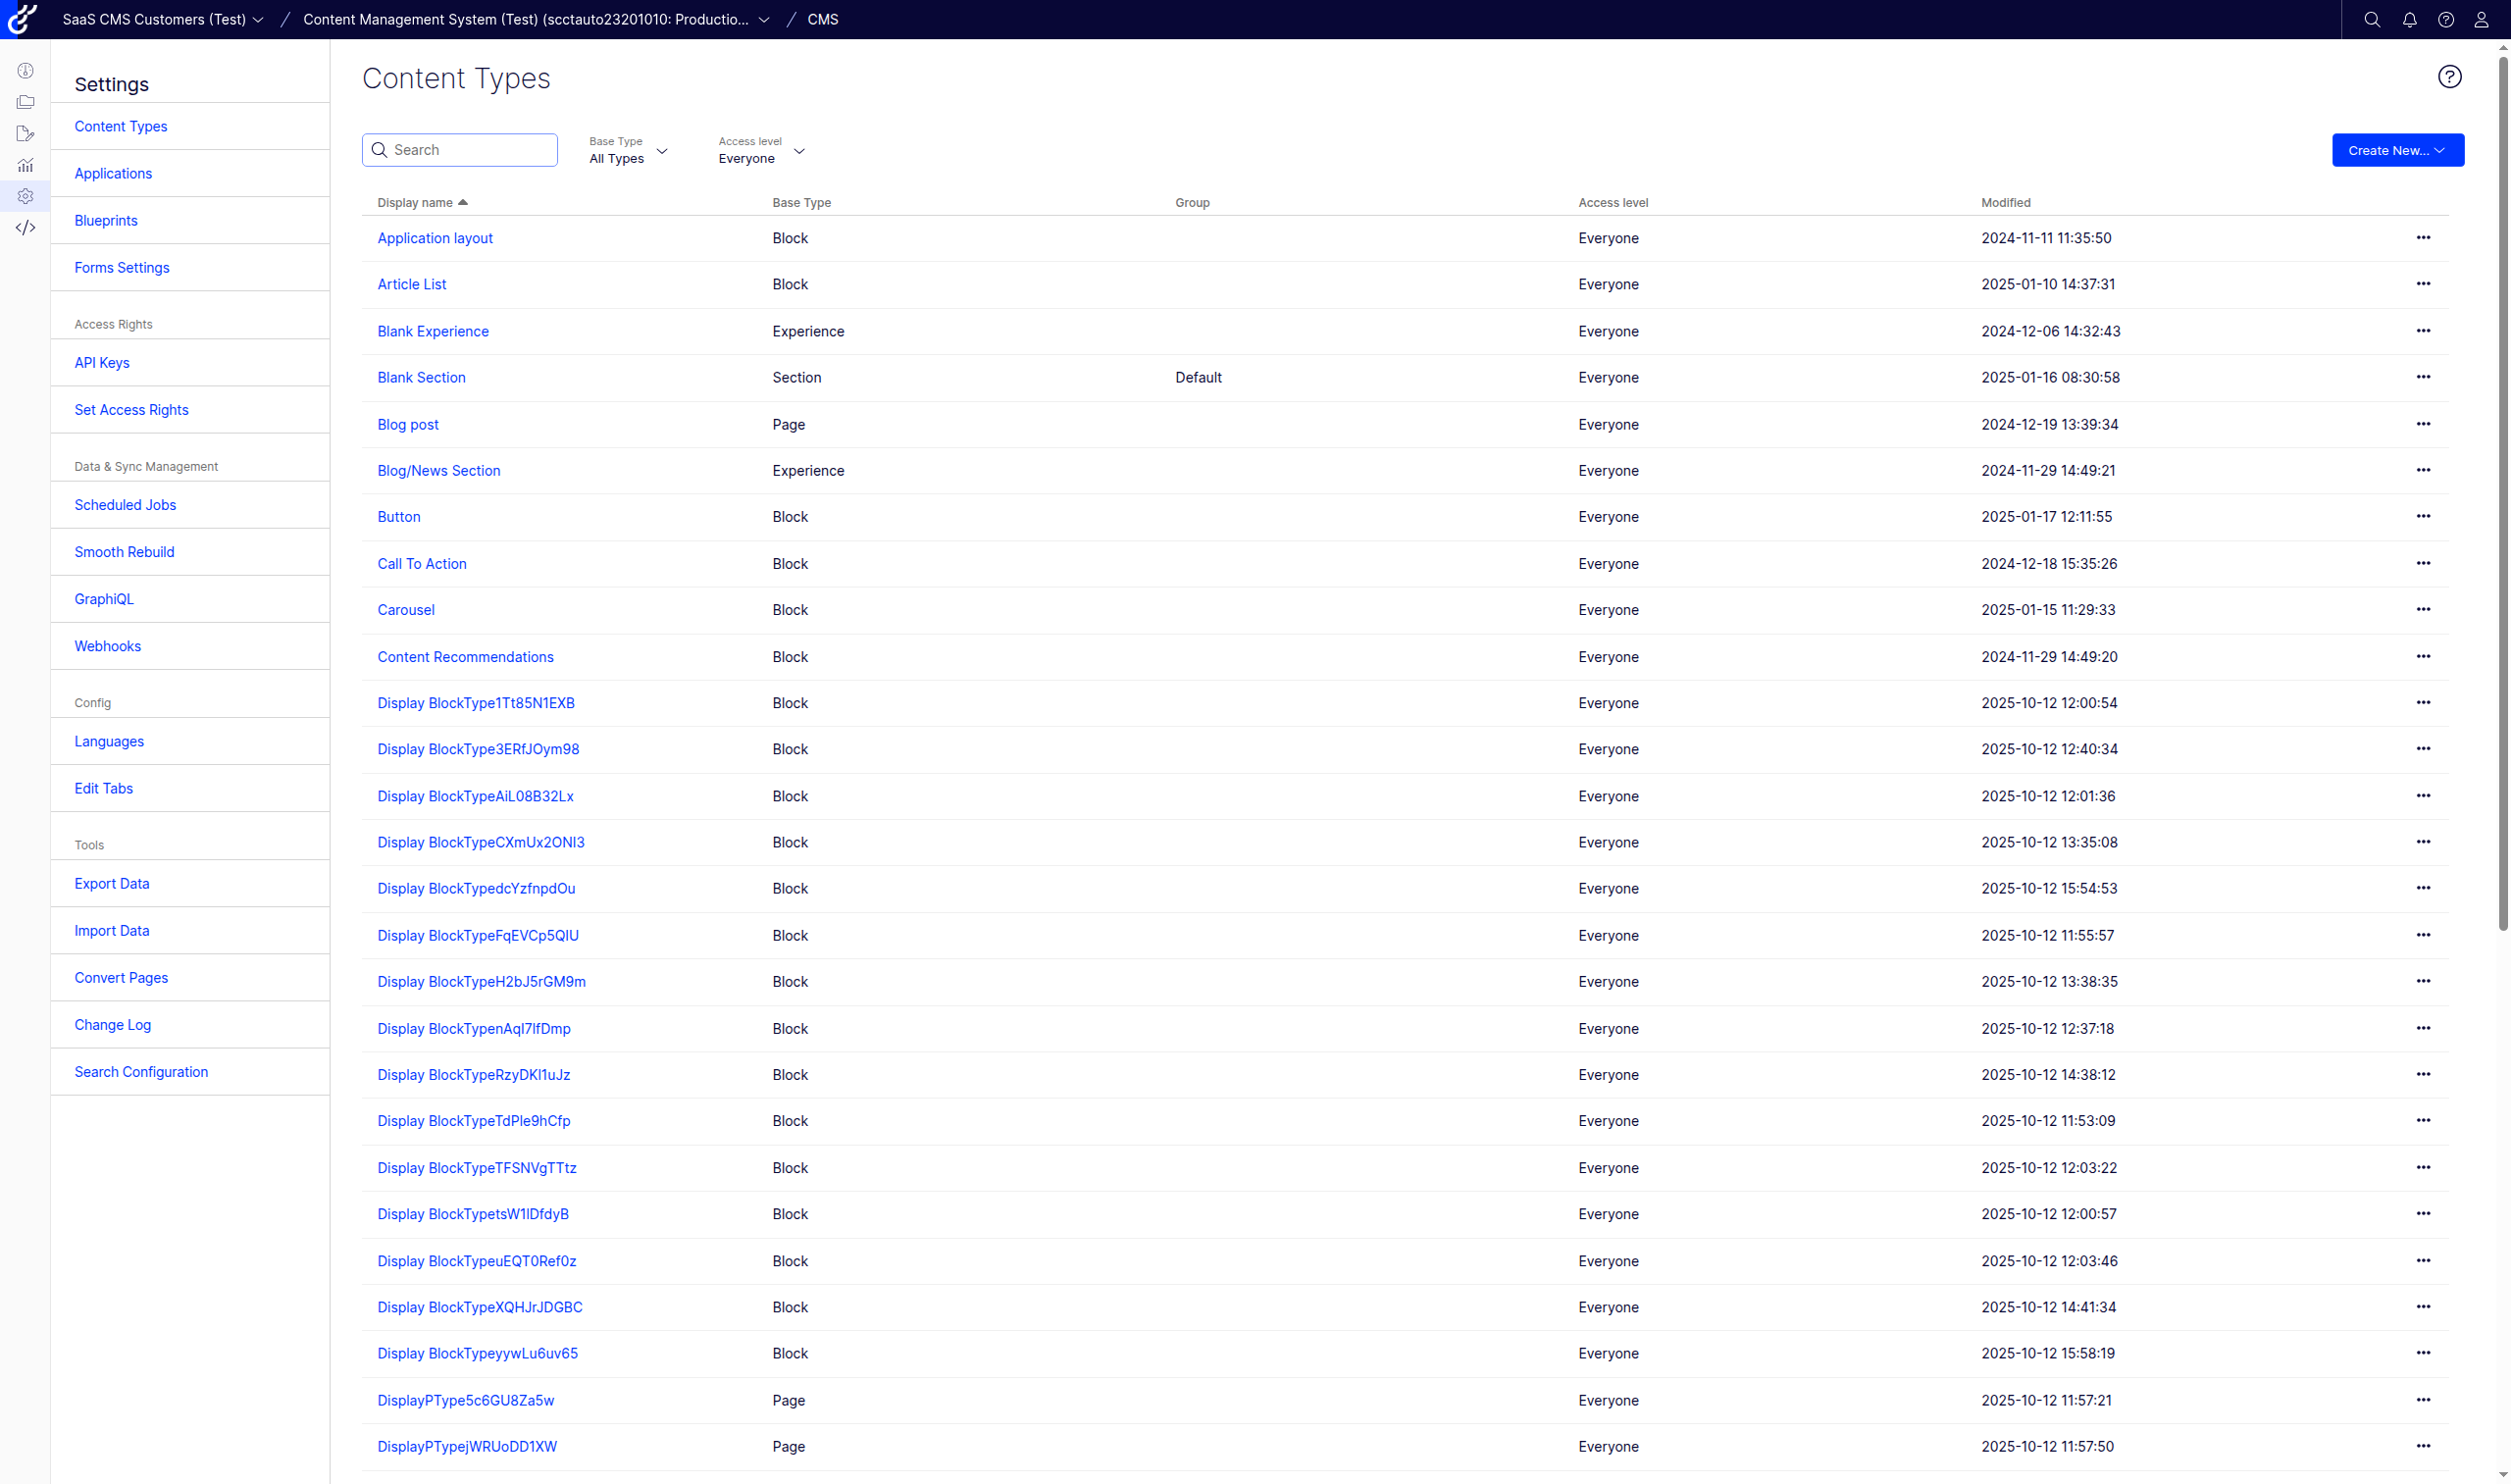 SaaS CMS Customers (Test) / Content Management System (Test) (scctauto23201010: Productio... / CMS
Settings
Content Types
Applications
Blueprints
Forms Settings
Access Rights
API Keys
Set Access Rights
Data & Sync Management
Scheduled Jobs
Smooth Rebuild
GraphiQL
Webhooks
Config
Languages
Edit Tabs
Tools
Export Data
Import Data
Convert Pages
Change Log
Search Configuration
Content Types
Search
Base Type
All Types
Access level
Everyone
Create New...
Display name Base Type Group Access level Modified
Application layout Block Everyone 2024-11-11 11:35:50
Article List Block Everyone 2025-01-10 14:37:31
Blank Experience Experience Everyone 2024-12-06 14:32:43
Blank Section Section Default Everyone 2025-01-16 08:30:58
Blog post Page Everyone 2024-12-19 13:39:34
Blog/News Section Experience Everyone 2024-11-29 14:49:21
Button Block Everyone 2025-01-17 12:11:55
Call To Action Block Everyone 2024-12-18 15:35:26
Carousel Block Everyone 2025-01-15 11:29:33
Content Recommendations Block Everyone 2024-11-29 14:49:20
Display BlockType1Tt85N1EXB Block Everyone 2025-10-12 12:00:54
Display BlockType3ERfJOym98 Block Everyone 2025-10-12 12:40:34
Display BlockTypeAiL08B32Lx Block Everyone 2025-10-12 12:01:36
Display BlockTypeCXmUx2ONI3 Block Everyone 2025-10-12 13:35:08
Display BlockTypedcYzfnpdOu Block Everyone 2025-10-12 15:54:53
Display BlockTypeFqEVCp5QIU Block Everyone 2025-10-12 11:55:57
Display BlockTypeH2bJ5rGM9m Block Everyone 2025-10-12 13:38:35
Display BlockTypenAqI7lfDmp Block Everyone 2025-10-12 12:37:18
Display BlockTypeRzyDKl1uJz Block Everyone 2025-10-12 14:38:12
Display BlockTypeTdPle9hCfp Block Everyone 2025-10-12 11:53:09
Display BlockTypeTFSNVgTTtz Block Everyone 2025-10-12 12:03:22
Display BlockTypetsW1lDfdyB Block Everyone 2025-10-12 12:00:57
Display BlockTypeuEQT0Ref0z Block Everyone 2025-10-12 12:03:46
Display BlockTypeXQHJrJDGBC Block Everyone 2025-10-12 14:41:34
Display BlockTypeyywLu6uv65 Block Everyone 2025-10-12 15:58:19
DisplayPType5c6GU8Za5w Page Everyone 2025-10-12 11:57:21
DisplayPTypejWRUoDD1XW Page Everyone 2025-10-12 11:57:50